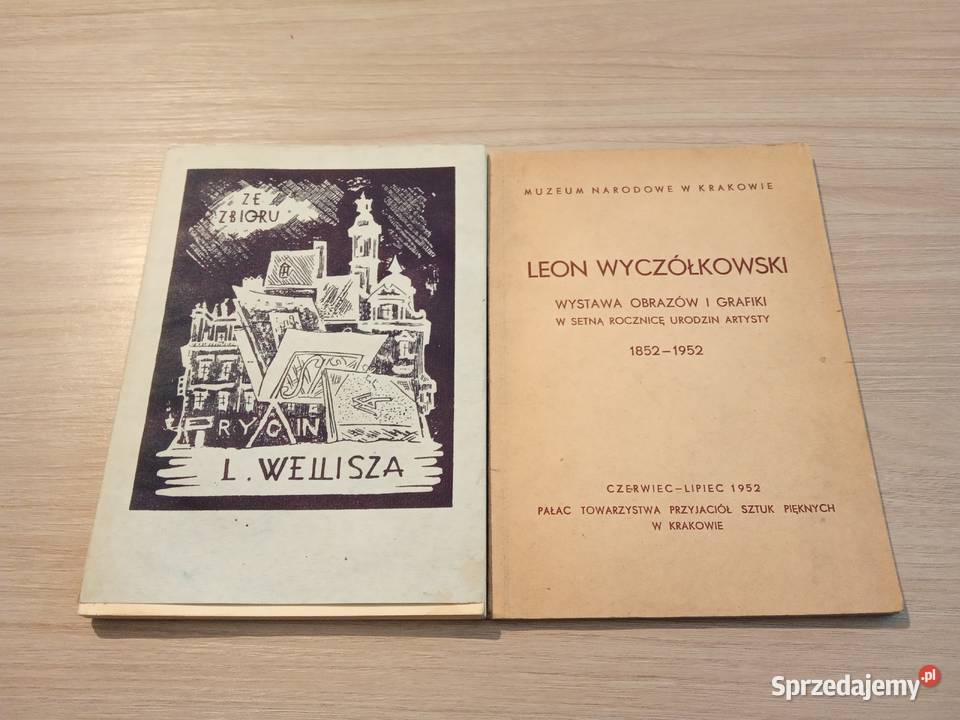 ZE
ZBIORU
RYCIN
L. WELLISZA
MUZEUM NARODOWE W KRAKOWIE
LEON WYCZÓŁKOWSKI
WYSTAWA OBRAZÓW I GRAFIKI
W SETNĄ ROCZNICĘ URODZIN ARTYSTY
1852-1952
CZERWIEC-LIPIEC 1952
PAŁAC TOWARZYSTWA PRZYJACIÓŁ SZTUK PIĘKNYCH
W KRAKOWIE
Sprzedajemy.pl